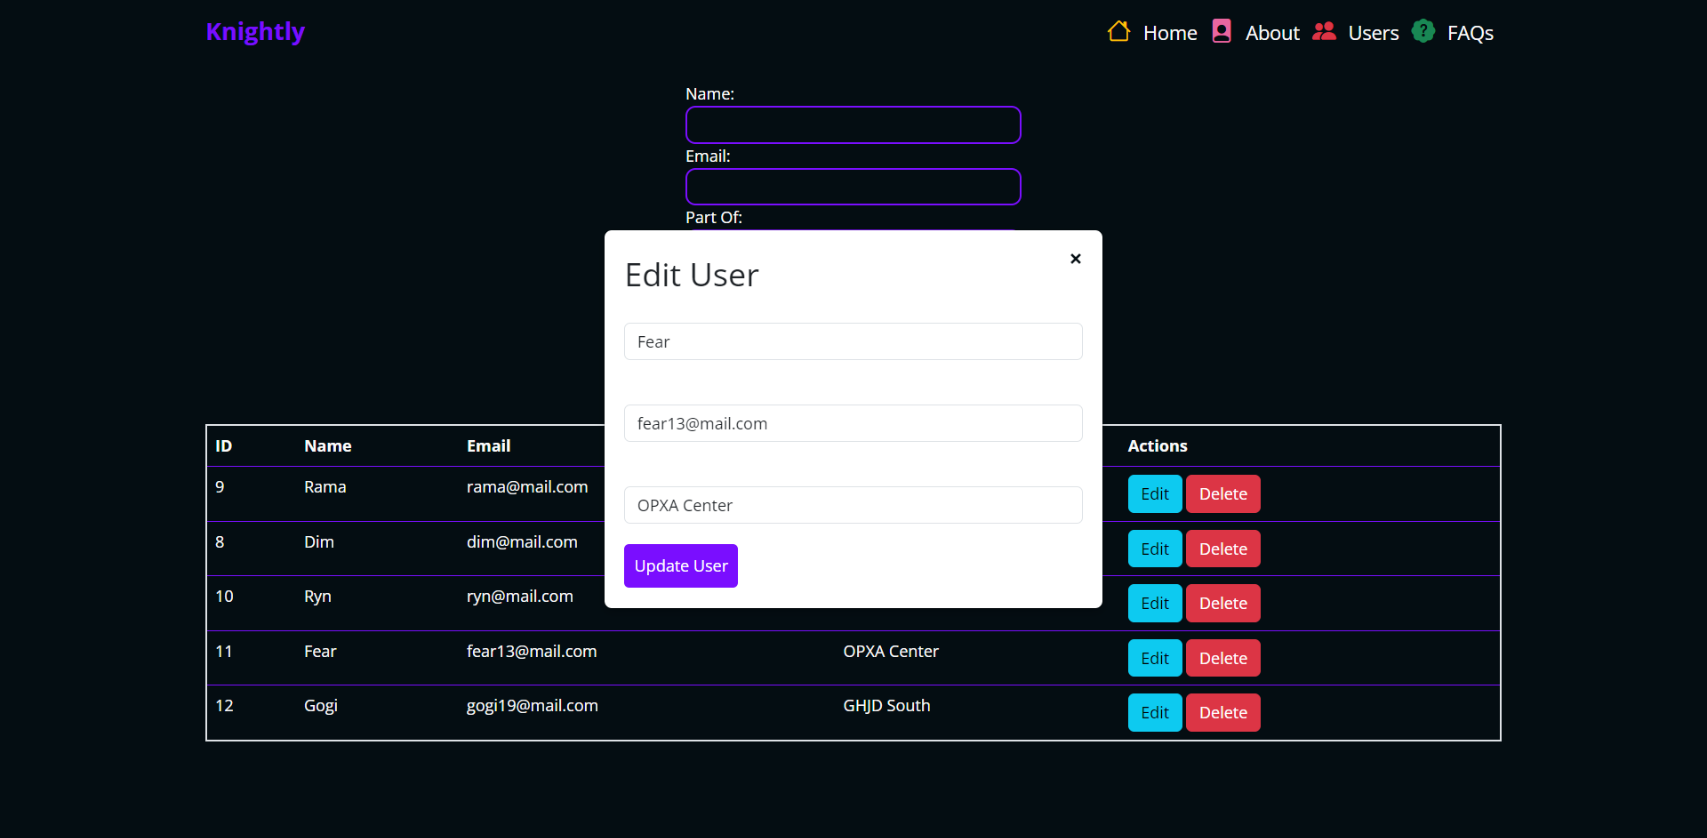 Knightly
Home About Users FAQs
Name:
Email:
Part Of:
×
Edit User
Fear
fear13@mail.com
OPXA Center
Update User
ID Name Email Actions
9 Rama rama@mail.com Edit Delete
8 Dim dim@mail.com Edit Delete
10 Ryn ryn@mail.com Edit Delete
11 Fear fear13@mail.com OPXA Center Edit Delete
12 Gogi gogi19@mail.com GHJD South Edit Delete